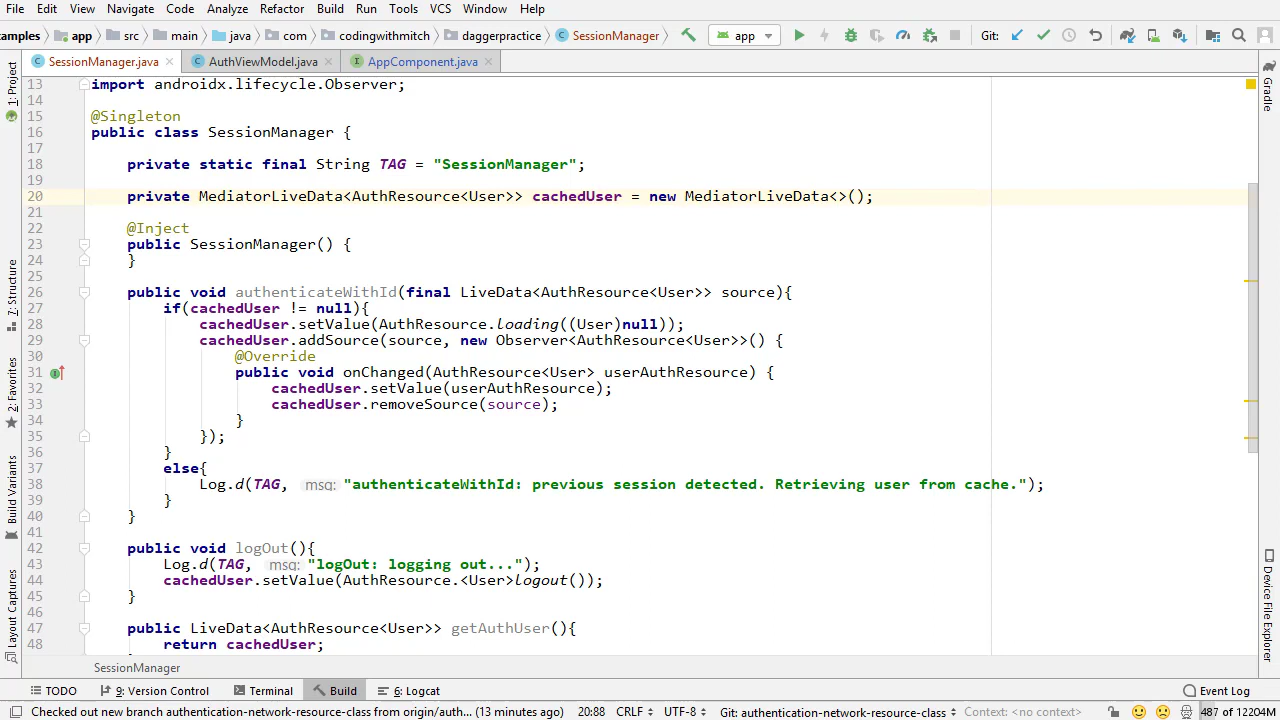 File Edit View Navigate Code Analyze Refactor Build Run Tools VCS Window Help
amples app src main java com codingwithmitch daggerpractice SessionManager app Git:
SessionManager.java AuthViewModel.java AppComponent.java
1: Project
Z: Structure
2: Favorites
Build Variants
Layout Captures
13 import androidx.lifecycle.Observer;
14
15 @Singleton
16 public class SessionManager {
17
18 private static final String TAG = "SessionManager";
19
20 private MediatorLiveData<AuthResource<User>> cachedUser = new MediatorLiveData<>();
21
22 @Inject
23 public SessionManager() {
24 }
25
26 public void authenticateWithId(final LiveData<AuthResource<User>> source){
27 if(cachedUser != null){
28 cachedUser.setValue(AuthResource.loading((User)null));
29 cachedUser.addSource(source, new Observer<AuthResource<User>>() {
30 @Override
31 public void onChanged(AuthResource<User> userAuthResource) {
32 cachedUser.setValue(userAuthResource);
33 cachedUser.removeSource(source);
34 }
35 });
36 }
37 else{
38 Log.d(TAG, msg: "authenticateWithId: previous session detected. Retrieving user from cache.");
39 }
40 }
41
42 public void logOut(){
43 Log.d(TAG, msg: "logOut: logging out...");
44 cachedUser.setValue(AuthResource.<User>logout());
45 }
46
47 public LiveData<AuthResource<User>> getAuthUser(){
48 return cachedUser;
Gradle
Device File Explorer
SessionManager
TODO 9: Version Control Terminal Build 6: Logcat Event Log
Checked out new branch authentication-network-resource-class from origin/auth... (13 minutes ago) 20:88 CRLF UTF-8 Git: authentication-network-resource-class Context: <no context> 487 of 12204M